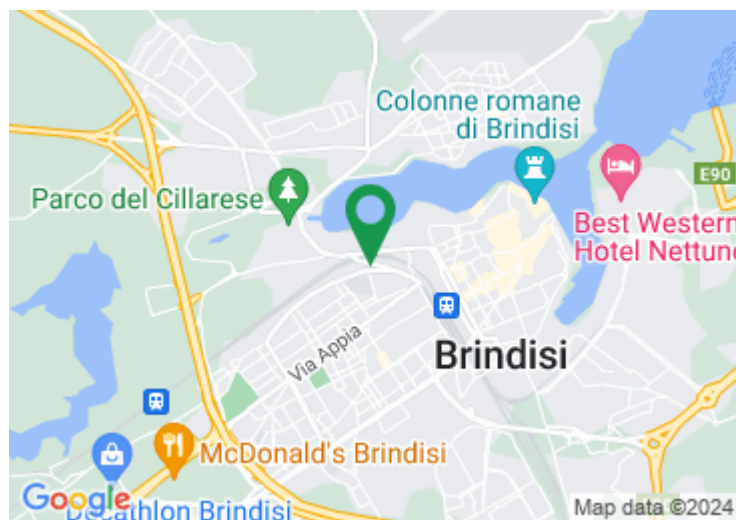 Colonne romane
di Brindisi
E90
Parco del Cillarese
Best Western
Hotel Nettuno
Brindisi
Via Appia
McDonald's Brindisi
Decathlon Brindisi
Google
Map data ©2024